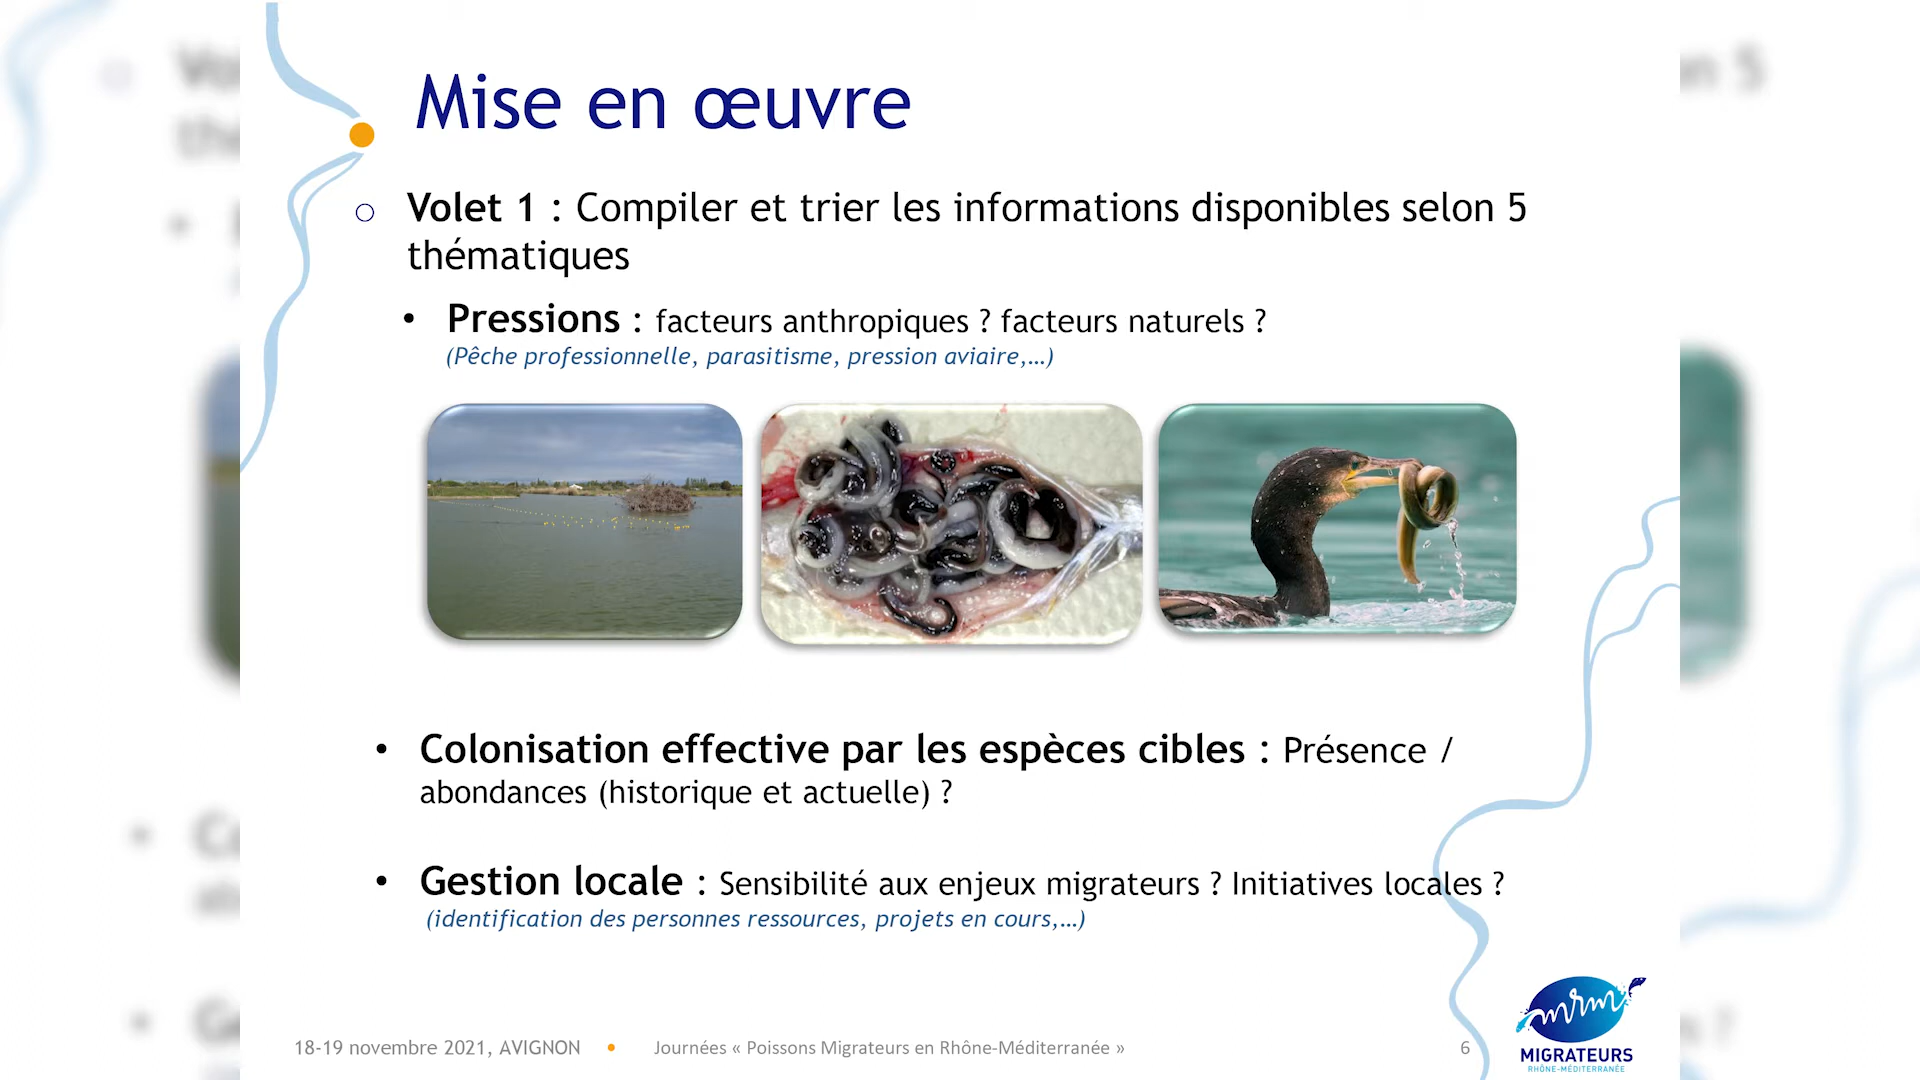 Mise en œuvre
o Volet 1 : Compiler et trier les informations disponibles selon 5
thématiques
• Pressions : facteurs anthropiques ? facteurs naturels ?
(Pêche professionnelle, parasitisme, pression aviaire,…)
• Colonisation effective par les espèces cibles : Présence /
abondances (historique et actuelle) ?
• Gestion locale : Sensibilité aux enjeux migrateurs ? Initiatives locales ?
(identification des personnes ressources, projets en cours,…)
18-19 novembre 2021, AVIGNON • Journées « Poissons Migrateurs en Rhône-Méditerranée » 6
mrm
MIGRATEURS
RHÔNE-MÉDITERRANÉE